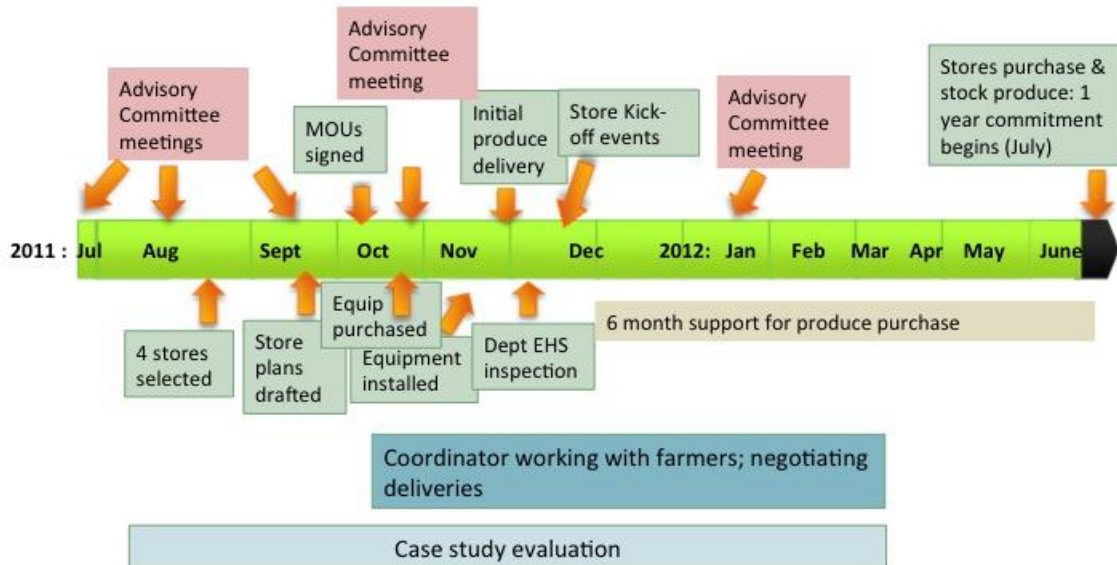 Advisory
Committee
meetings
MOUs
signed
Advisory
Committee
meeting
Initial
produce
delivery
Store Kick-
off events
Advisory
Committee
meeting
Stores purchase &
stock produce: 1
year commitment
begins (July)
2011 : Jul Aug Sept Oct Nov Dec 2012: Jan Feb Mar Apr May June
4 stores
selected
Store
plans
drafted
Equip
purchased
Equipment
installed
Dept EHS
inspection
6 month support for produce purchase
Coordinator working with farmers; negotiating
deliveries
Case study evaluation